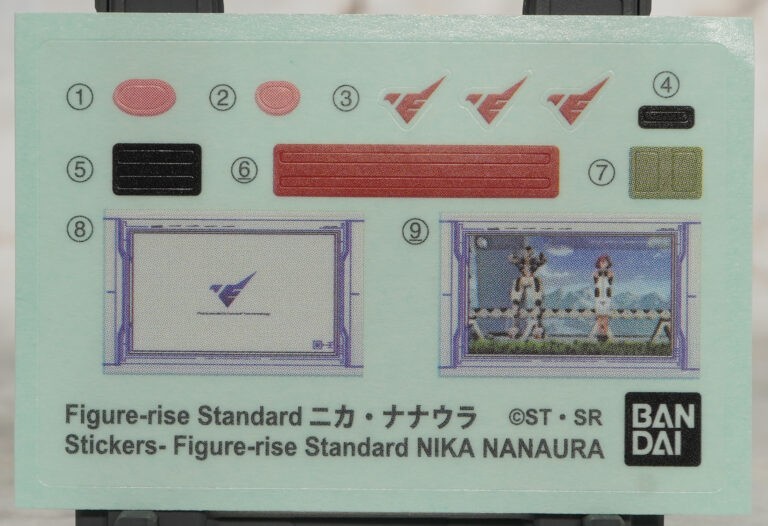 ① ② ③ ④
⑤ ⑥ ⑦
⑧ ⑨
Figure-rise Standard ニカ・ナナウラ ©ST・SR
Stickers- Figure-rise Standard NIKA NANAURA
BAN
DAI